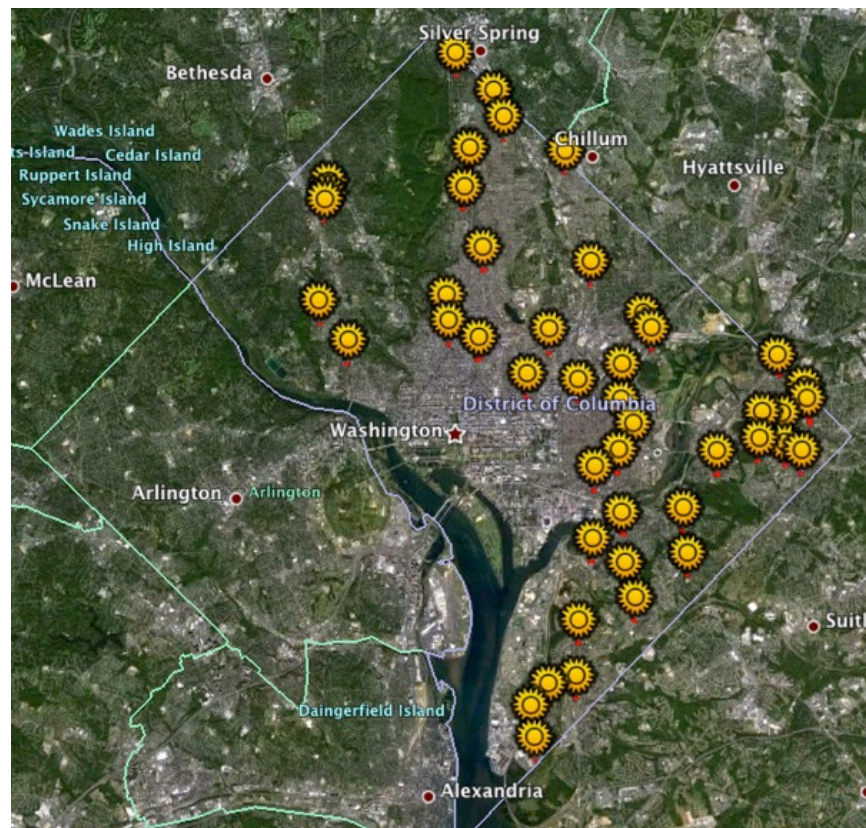 Silver Spring
Bethesda
Wades Island
Chillum
ts-Island
Cedar Island
Hyattsville
Ruppert Island
Sycamore Island
Snake Island
High Island
McLean
District of Columbia
Washington
Arlington
Arlington
Suit
Daingerfield Island
Alexandria